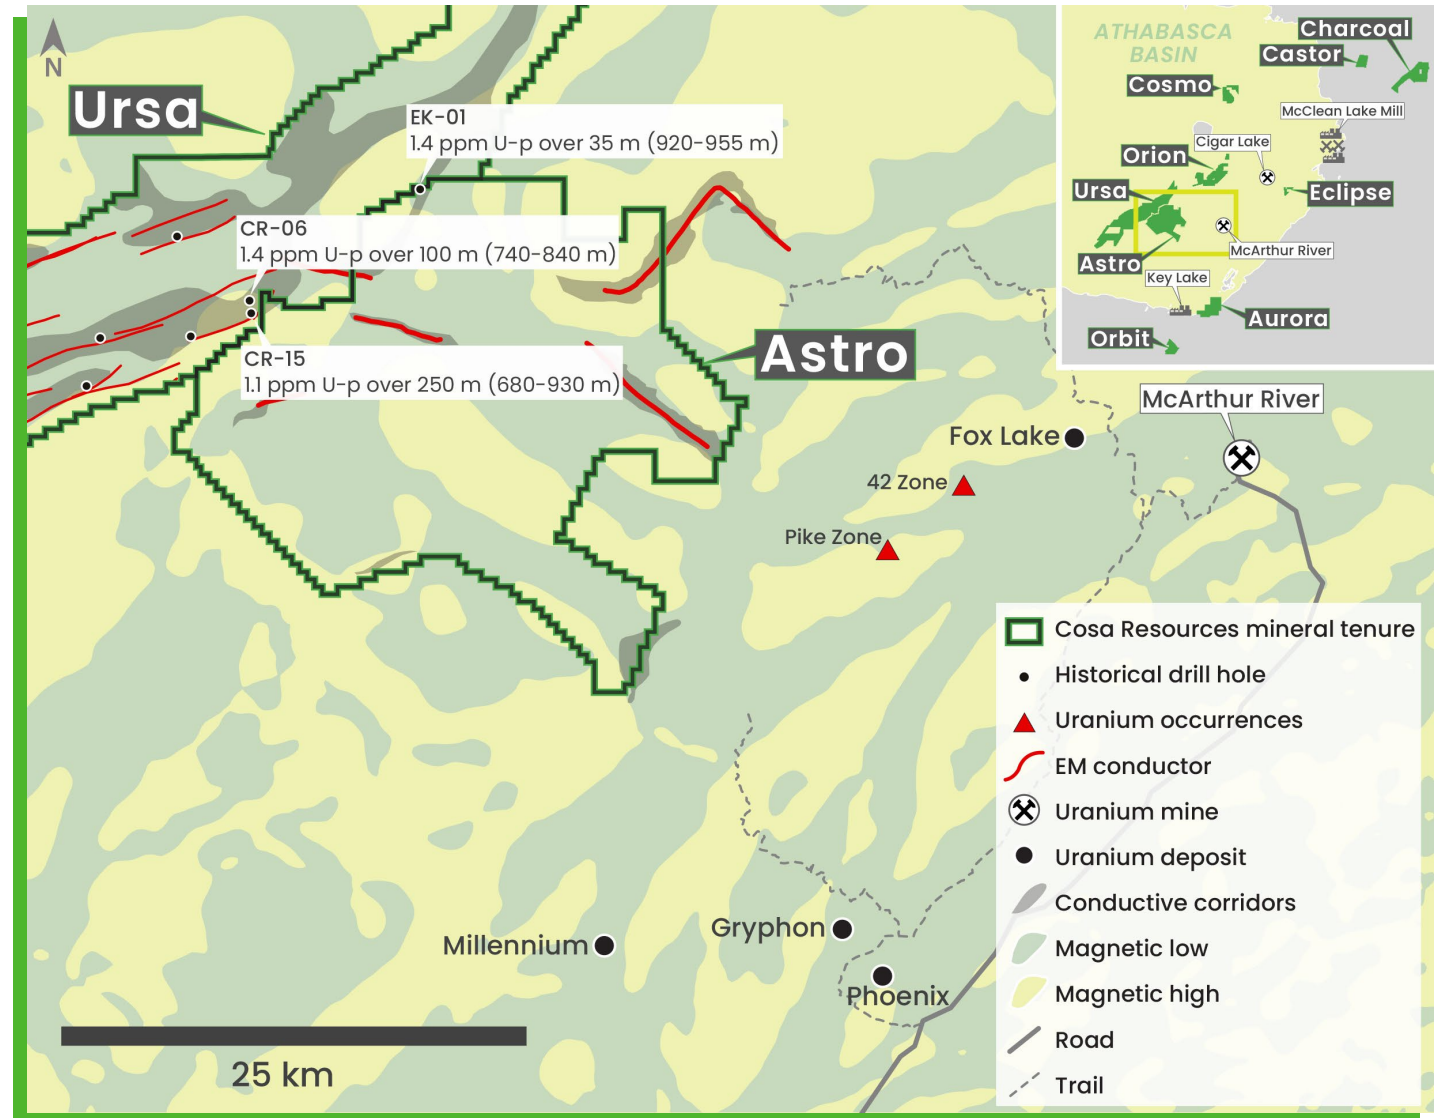 N
Ursa
EK-01
1.4 ppm U-p over 35 m (920-955 m)
CR-06
1.4 ppm U-p over 100 m (740-840 m)
CR-15
1.1 ppm U-p over 250 m (680-930 m)
Astro
ATHABASCA
BASIN
Charcoal
Castor
Cosmo
McClean Lake Mill
Cigar Lake
Orion
Ursa
Eclipse
McArthur River
Astro
Key Lake
Aurora
Orbit
McArthur River
Fox Lake
42 Zone
Pike Zone
Millennium
Gryphon
Phoenix
25 km
Cosa Resources mineral tenure
Historical drill hole
Uranium occurrences
EM conductor
Uranium mine
Uranium deposit
Conductive corridors
Magnetic low
Magnetic high
Road
Trail